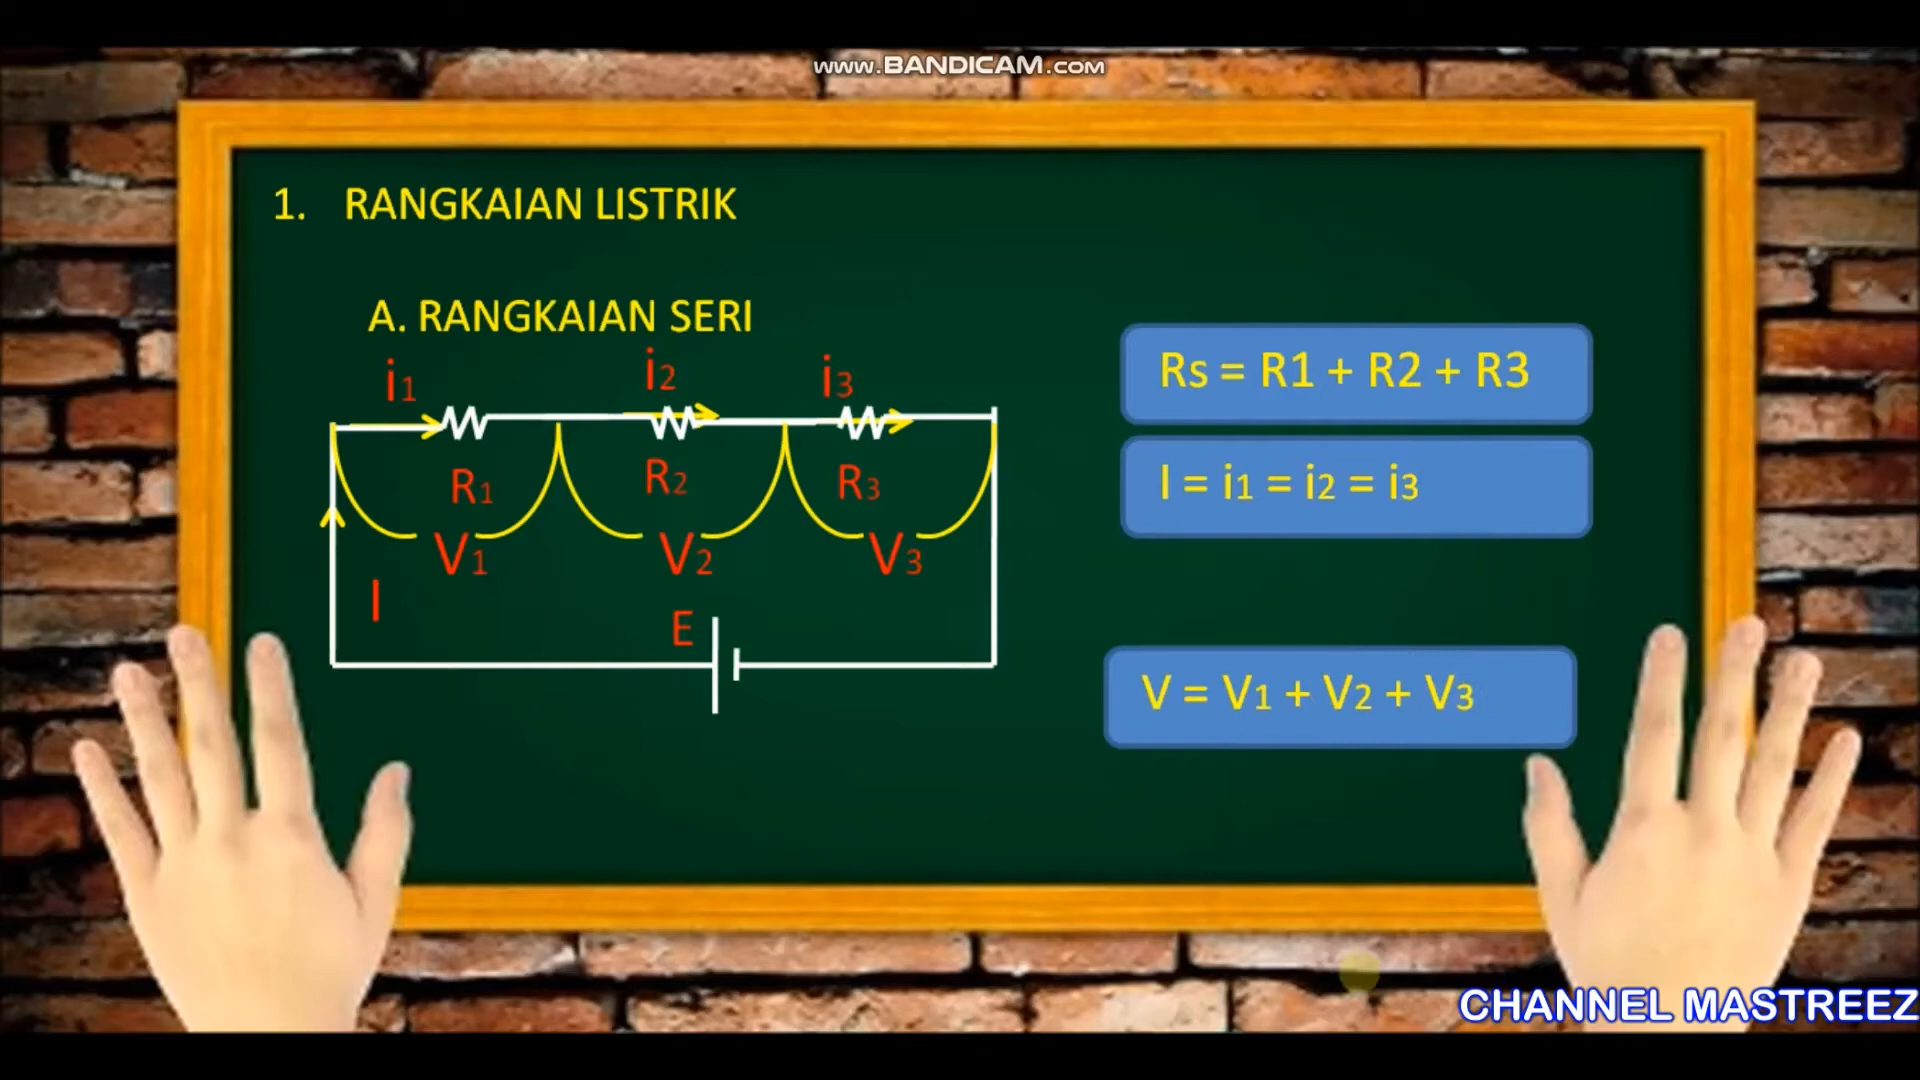 www.BANDICAM.com
1. RANGKAIAN LISTRIK
A. RANGKAIAN SERI
i1 i2 i3
R1 R2 R3
V1 V2 V3
I
E
Rs = R1 + R2 + R3
I = i1 = i2 = i3
V = V1 + V2 + V3
CHANNEL MASTREEZ